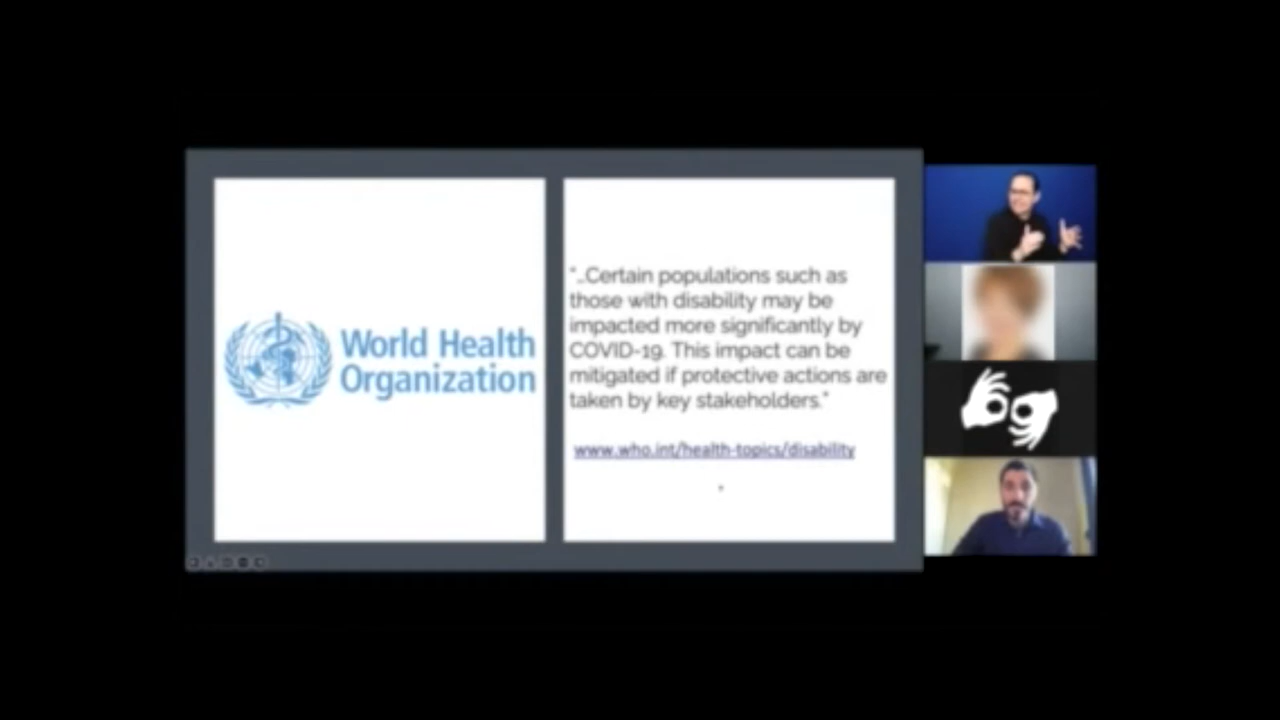 World Health
Organization
"...Certain populations such as
those with disability may be
impacted more significantly by
COVID-19. This impact can be
mitigated if protective actions are
taken by key stakeholders."
www.who.int/health-topics/disability